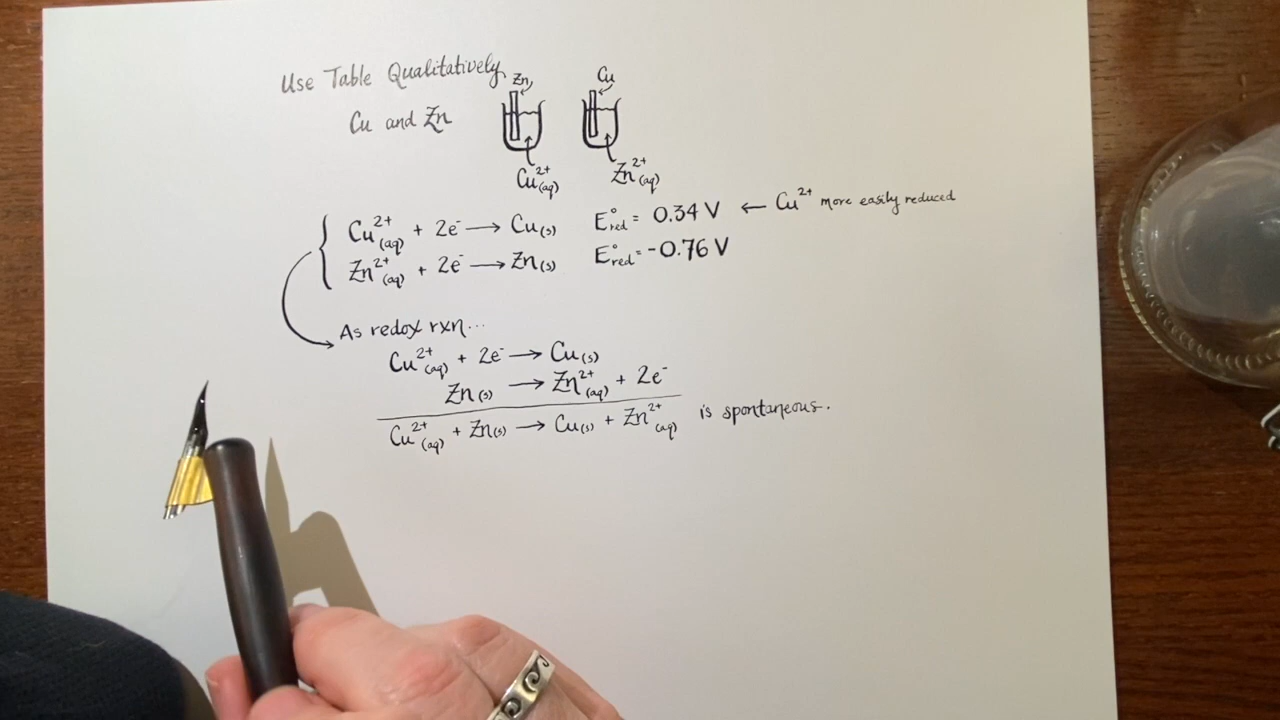 Use Table Qualitatively
Cu and Zn
Zn
Cu
Cu²⁺(aq)
Zn²⁺(aq)
Cu²⁺(aq) + 2e⁻ → Cu(s) E°red = 0.34 V ← Cu²⁺ more easily reduced
Zn²⁺(aq) + 2e⁻ → Zn(s) E°red = -0.76 V
As redox rxn...
Cu²⁺(aq) + 2e⁻ → Cu(s)
Zn(s) → Zn²⁺(aq) + 2e⁻
Cu²⁺(aq) + Zn(s) → Cu(s) + Zn²⁺(aq) is spontaneous.